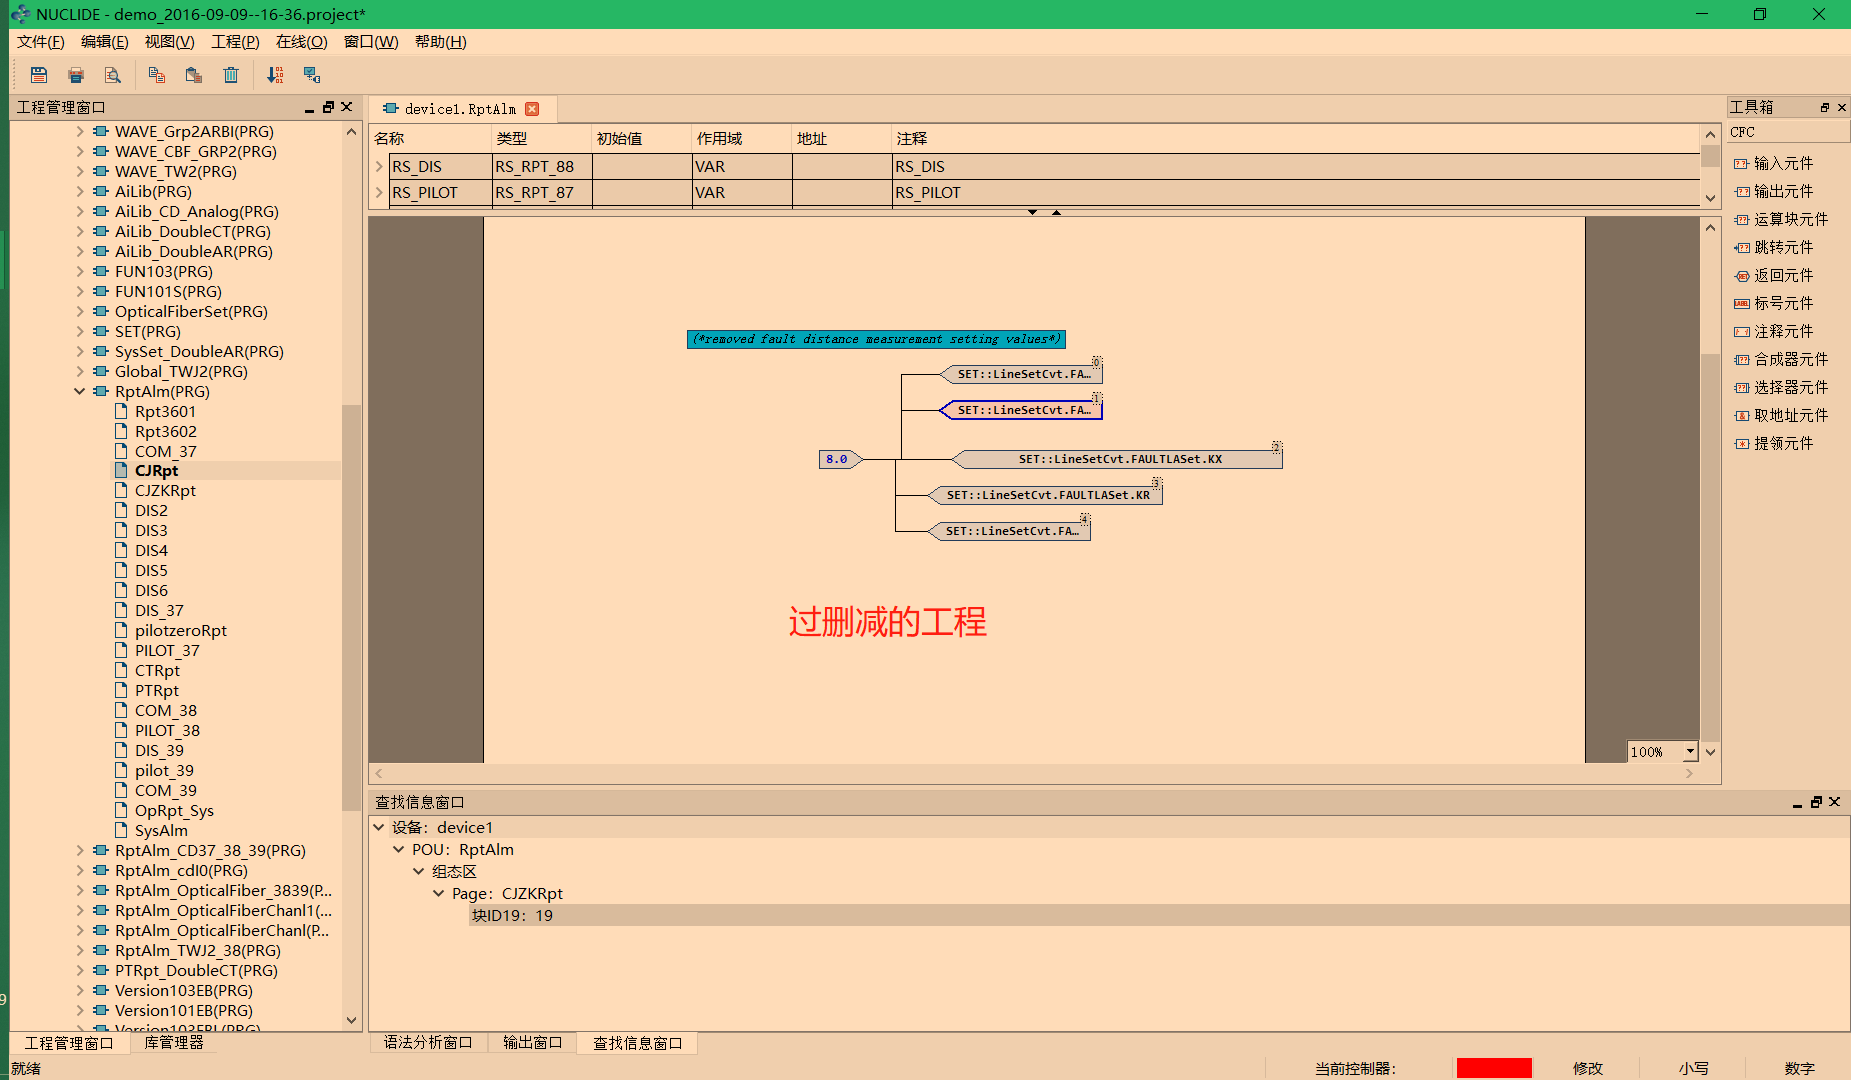 NUCLIDE - demo_2016-09-09--16-36.project*
文件(F) 编辑(E) 视图(V) 工程(P) 在线(O) 窗口(W) 帮助(H)
工程管理窗口
WAVE_Grp2ARBI(PRG)
WAVE_CBF_GRP2(PRG)
WAVE_TW2(PRG)
AiLib(PRG)
AiLib_CD_Analog(PRG)
AiLib_DoubleCT(PRG)
AiLib_DoubleAR(PRG)
FUN103(PRG)
FUN101S(PRG)
OpticalFiberSet(PRG)
SET(PRG)
SysSet_DoubleAR(PRG)
Global_TWJ2(PRG)
RptAlm(PRG)
Rpt3601
Rpt3602
COM_37
CJRpt
CJZKRpt
DIS2
DIS3
DIS4
DIS5
DIS6
DIS_37
pilotzeroRpt
PILOT_37
CTRpt
PTRpt
COM_38
PILOT_38
DIS_39
pilot_39
COM_39
OpRpt_Sys
SysAlm
RptAlm_CD37_38_39(PRG)
RptAlm_cdI0(PRG)
RptAlm_OpticalFiber_3839(P...
RptAlm_OpticalFiberChanl1(...
RptAlm_OpticalFiberChanl(P...
RptAlm_TWJ2_38(PRG)
PTRpt_DoubleCT(PRG)
Version103EB(PRG)
Version101EB(PRG)
Version103EBL(PRG)
工程管理窗口 库管理器
device1.RptAlm
名称 类型 初始值 作用域 地址 注释
RS_DIS RS_RPT_88 VAR RS_DIS
RS_PILOT RS_RPT_87 VAR RS_PILOT
(*removed fault distance measurement setting values*)
0
SET::LineSetCvt.FA...
1
SET::LineSetCvt.FA...
2
8.0 SET::LineSetCvt.FAULTLASet.KX
3
SET::LineSetCvt.FAULTLASet.KR
4
SET::LineSetCvt.FA...
过删减的工程
100%
工具箱
CFC
输入元件
输出元件
运算块元件
跳转元件
返回元件
标号元件
注释元件
合成器元件
选择器元件
取地址元件
提领元件
查找信息窗口
设备：device1
POU：RptAlm
组态区
Page：CJZKRpt
块ID19：19
语法分析窗口 输出窗口 查找信息窗口
就绪 当前控制器： 修改 小写 数字